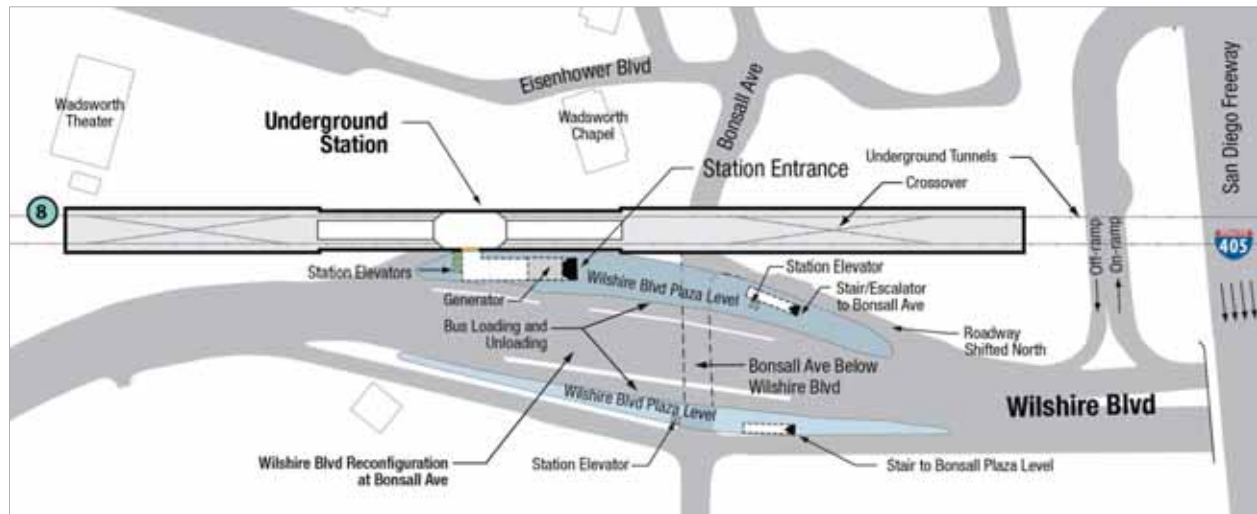 Eisenhower Blvd
Bonsall Ave
San Diego Freeway
Wadsworth
Theater
Underground
Station
Wadsworth
Chapel
Station Entrance
Underground Tunnels
Crossover
8
Off-ramp
On-ramp
405
Station Elevators
Generator
Wilshire Blvd Plaza Level
Station Elevator
Stair/Escalator
to Bonsall Ave
Bus Loading and
Unloading
Roadway
Shifted North
Bonsall Ave Below
Wilshire Blvd
Wilshire Blvd Plaza Level
Wilshire Blvd
Wilshire Blvd Reconfiguration
at Bonsall Ave
Station Elevator
Stair to Bonsall Plaza Level